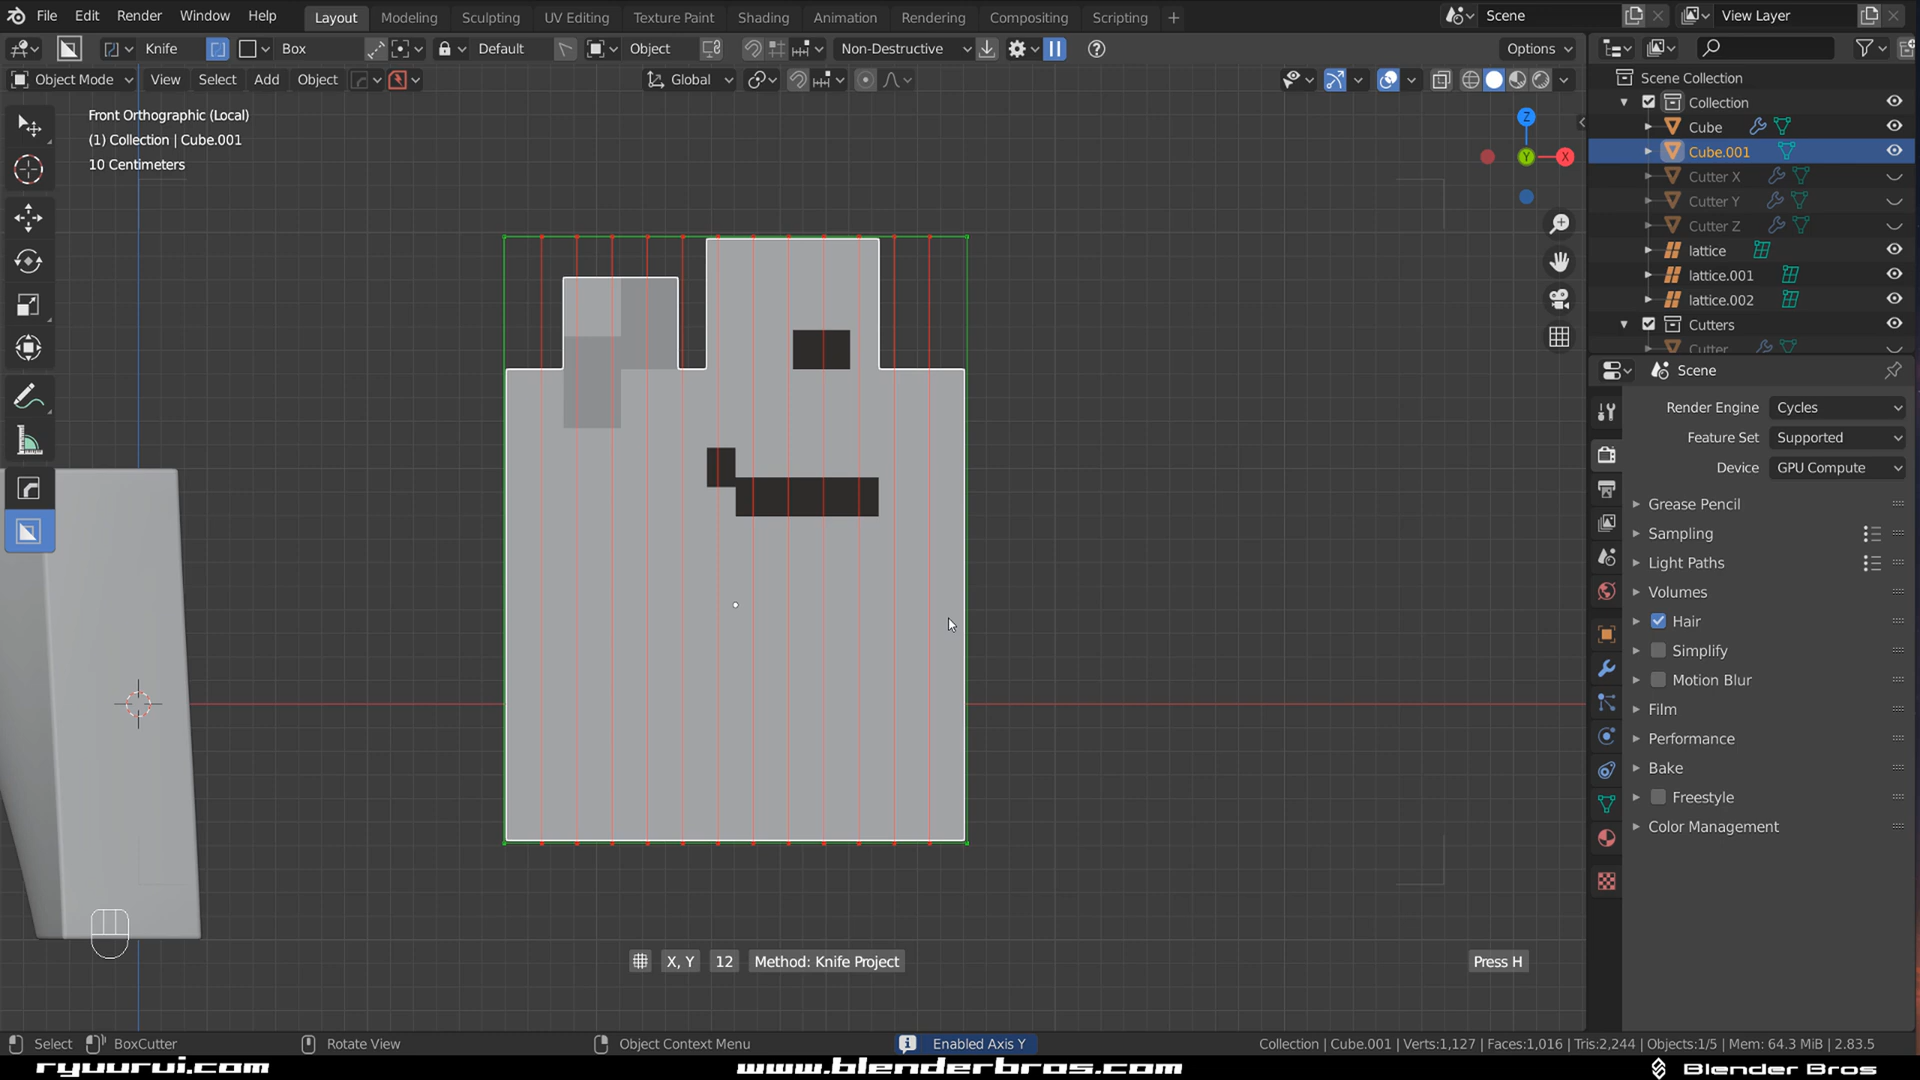 File Edit Render Window Help Layout Modeling Sculpting UV Editing Texture Paint Shading Animation Rendering Compositing Scripting + Scene View Layer
Knife Box Default Object Non-Destructive Options
Object Mode View Select Add Object Global
Front Orthographic (Local)
(1) Collection | Cube.001
10 Centimeters
Z
Y
X
Scene Collection
Collection
Cube
Cube.001
Cutter X
Cutter Y
Cutter Z
lattice
lattice.001
lattice.002
Cutters
Cutter
Scene
Render Engine Cycles
Feature Set Supported
Device GPU Compute
Grease Pencil
Sampling
Light Paths
Volumes
Hair
Simplify
Motion Blur
Film
Performance
Bake
Freestyle
Color Management
X, Y 12 Method: Knife Project Press H
Select BoxCutter Rotate View Object Context Menu Enabled Axis Y Collection | Cube.001 | Verts:1,127 | Faces:1,016 | Tris:2,244 | Objects:1/5 | Mem: 64.3 MiB | 2.83.5
ryuurui.com www.blenderbros.com Blender Bros